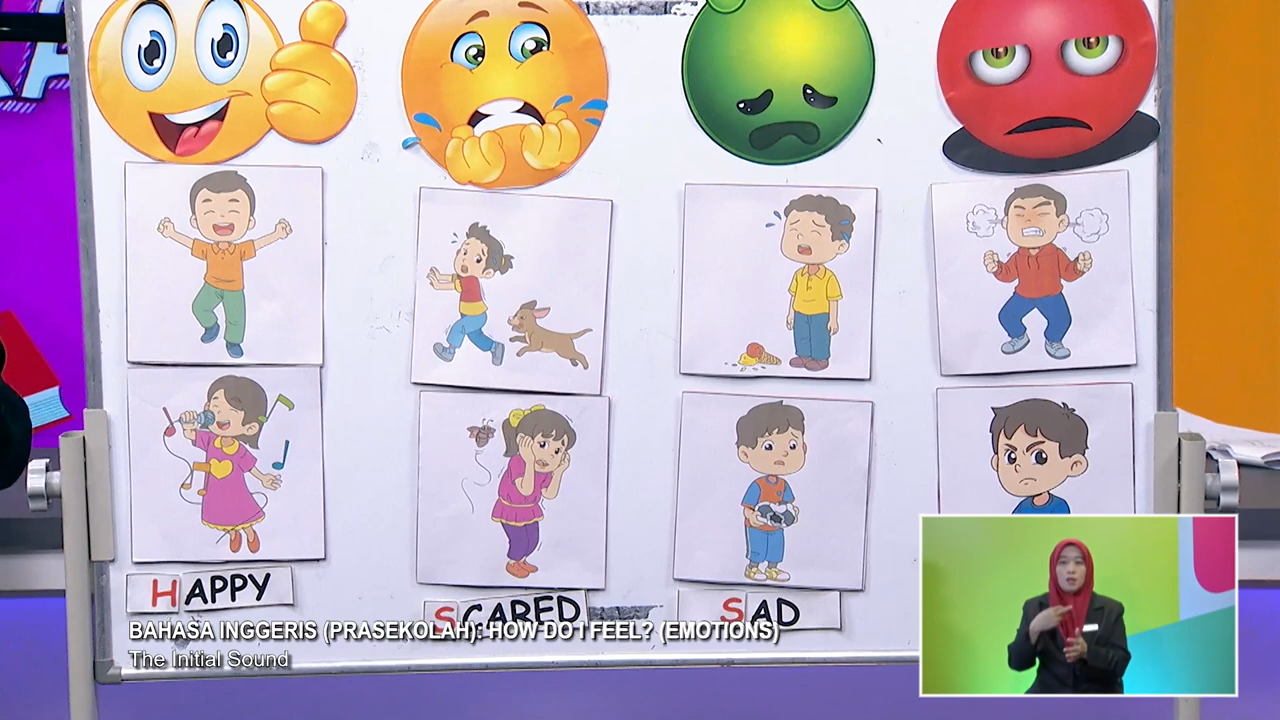 HAPPY
SCARED
SAD
BAHASA INGGERIS (PRASEKOLAH): HOW DO I FEEL? (EMOTIONS)
The Initial Sound